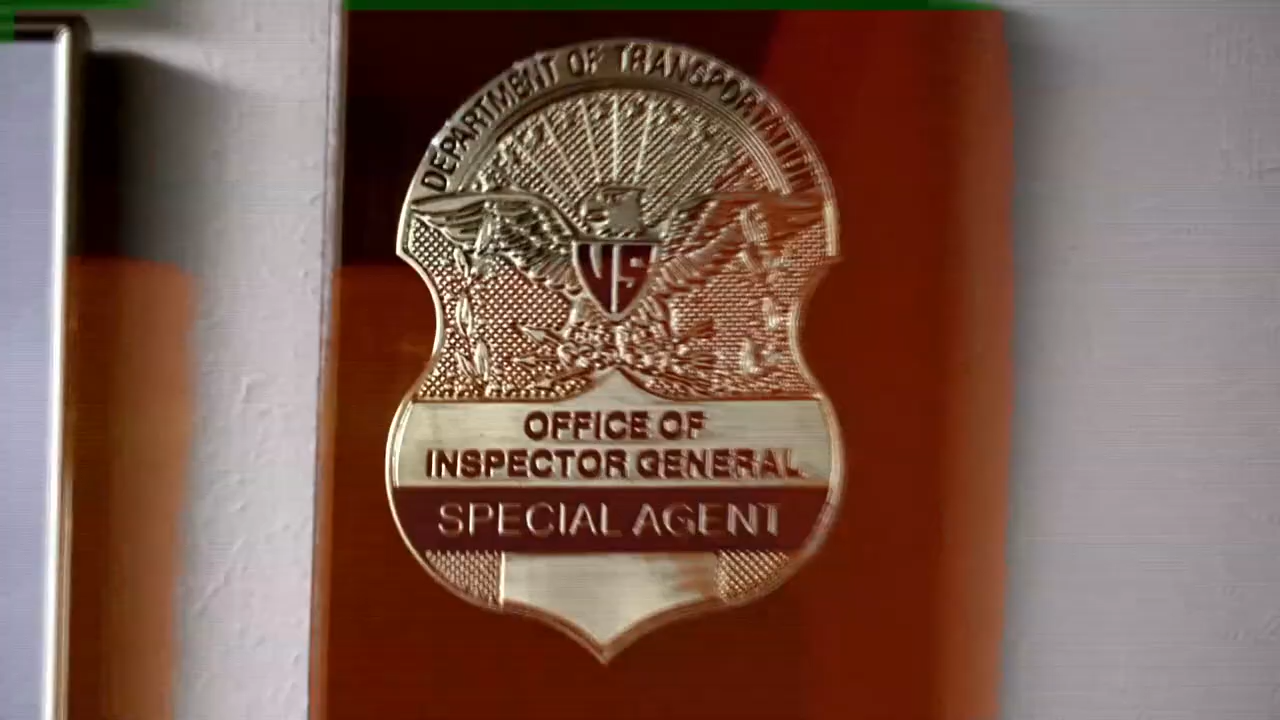 DEPARTMENT OF TRANSPORTATION
US
OFFICE OF
INSPECTOR GENERAL
SPECIAL AGENT